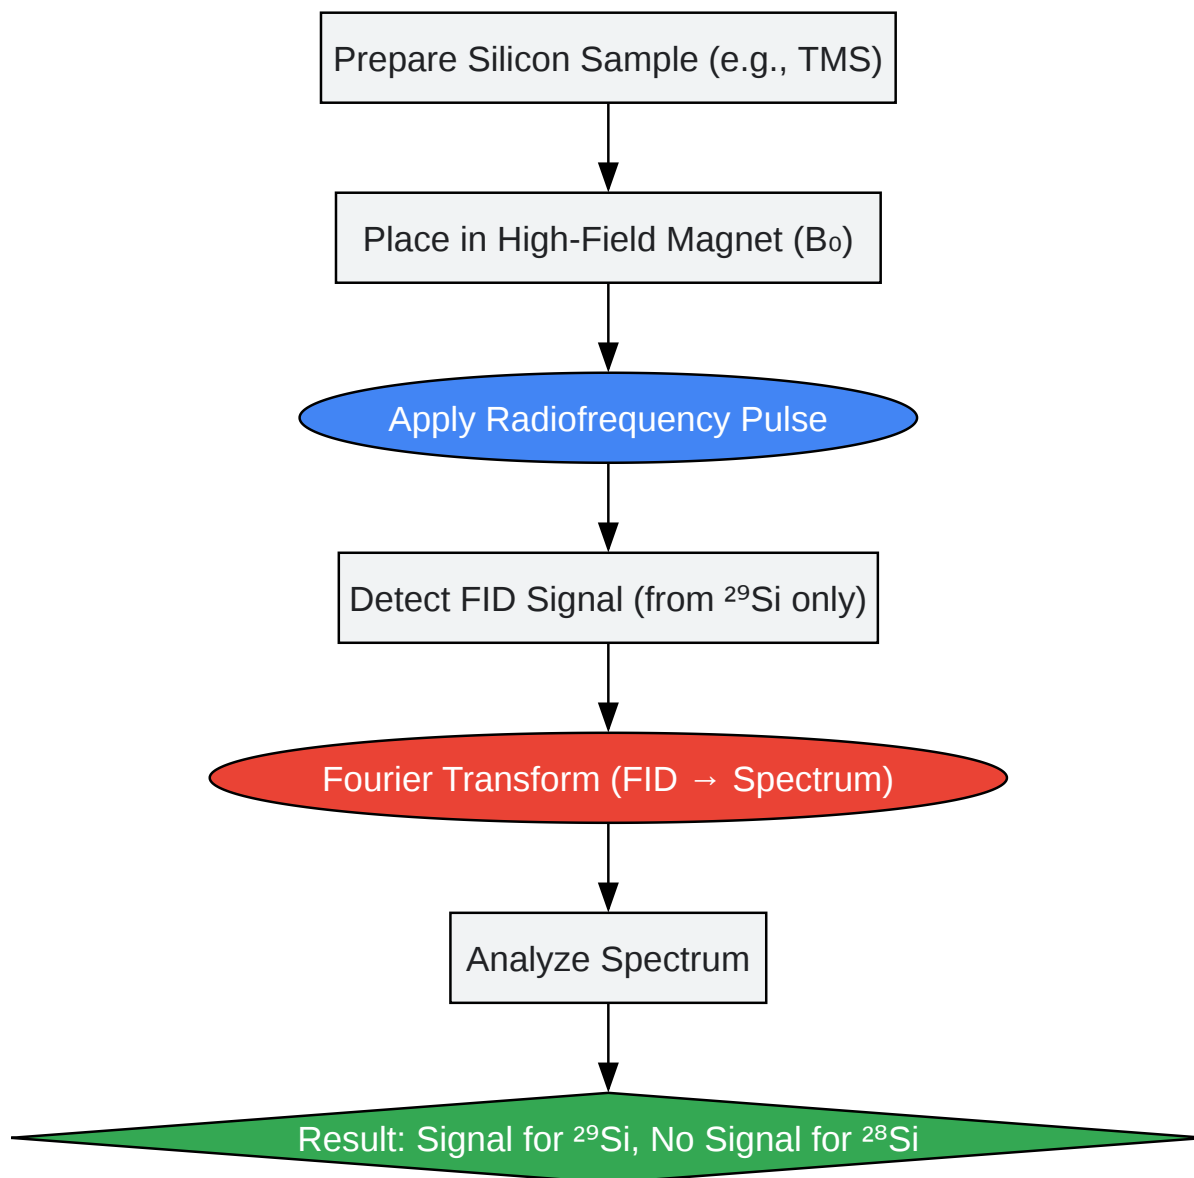 Prepare Silicon Sample (e.g., TMS)
Place in High-Field Magnet (B₀)
Apply Radiofrequency Pulse
Detect FID Signal (from ²⁹Si only)
Fourier Transform (FID → Spectrum)
Analyze Spectrum
Result: Signal for ²⁹Si, No Signal for ²⁸Si